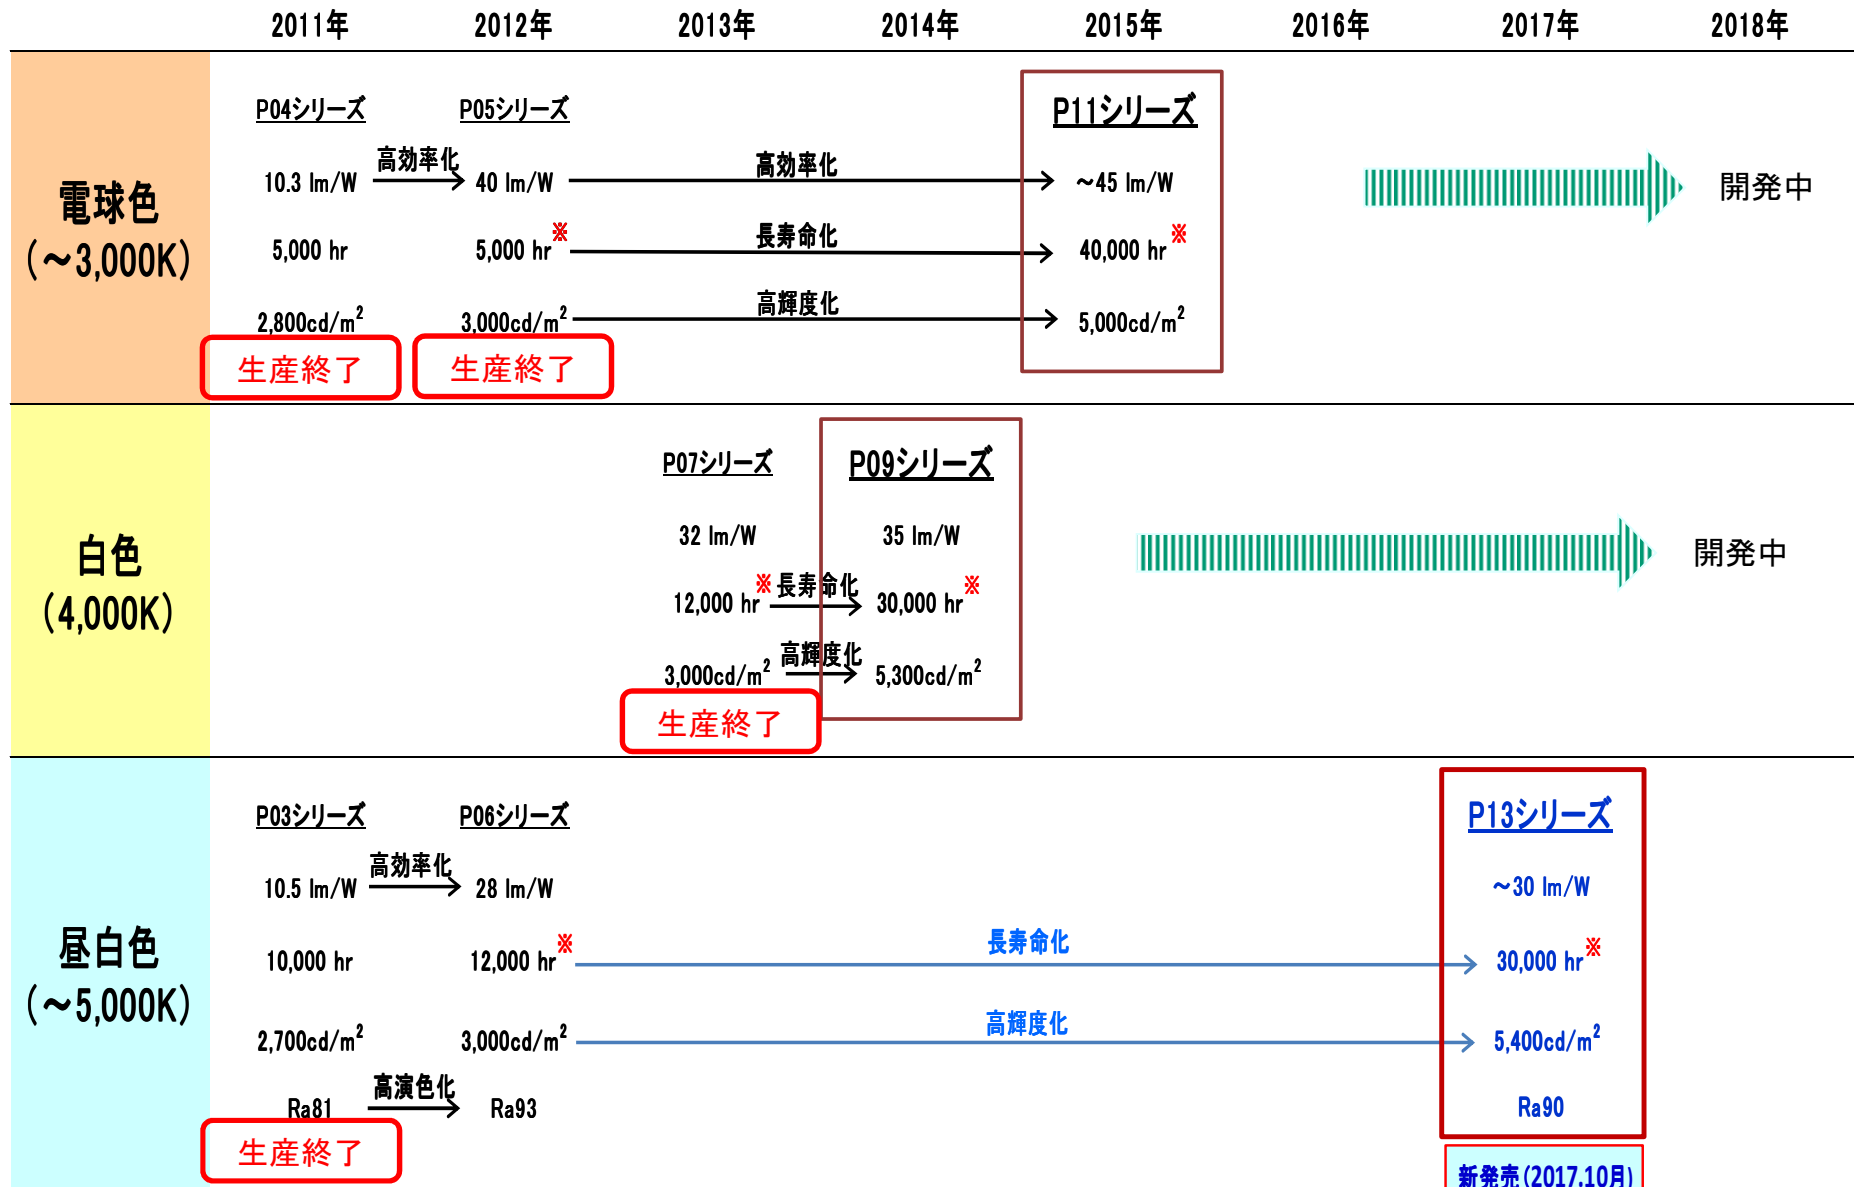 2011年 2012年 2013年 2014年 2015年 2016年 2017年 2018年
電球色
(～3,000K)
P04シリーズ
10.3 lm/W
5,000 hr
2,800cd/m²
生産終了
高効率化
P05シリーズ
40 lm/W
5,000 hr※
3,000cd/m²
生産終了
高効率化
長寿命化
高輝度化
P11シリーズ
～45 lm/W
40,000 hr※
5,000cd/m²
開発中
白色
(4,000K)
P07シリーズ
32 lm/W
12,000 hr※
3,000cd/m²
生産終了
長寿命化
高輝度化
P09シリーズ
35 lm/W
30,000 hr※
5,300cd/m²
開発中
昼白色
(～5,000K)
P03シリーズ
10.5 lm/W
10,000 hr
2,700cd/m²
Ra81
生産終了
高効率化
高演色化
P06シリーズ
28 lm/W
12,000 hr※
3,000cd/m²
Ra93
長寿命化
高輝度化
P13シリーズ
～30 lm/W
30,000 hr※
5,400cd/m²
Ra90
新発売(2017.10月)